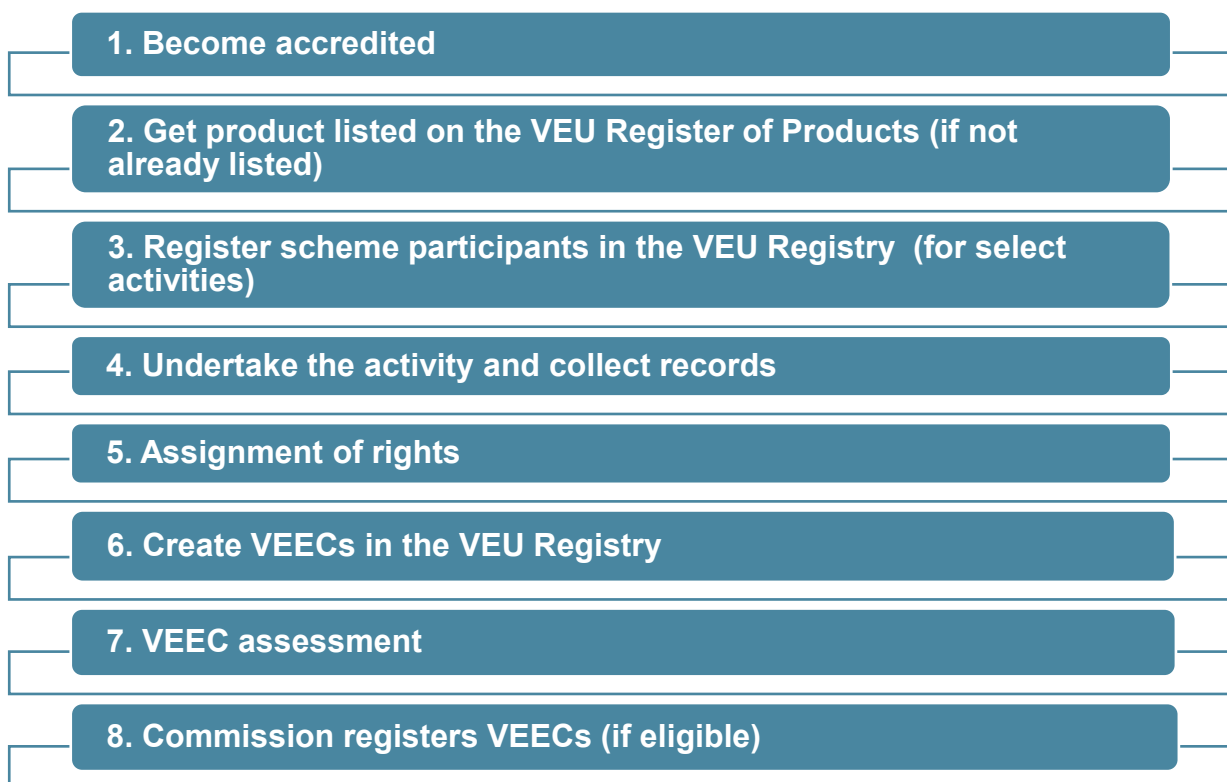 1. Become accredited
2. Get product listed on the VEU Register of Products (if not
already listed)
3. Register scheme participants in the VEU Registry  (for select
activities)
4. Undertake the activity and collect records
5. Assignment of rights
6. Create VEECs in the VEU Registry
7. VEEC assessment
8. Commission registers VEECs (if eligible)